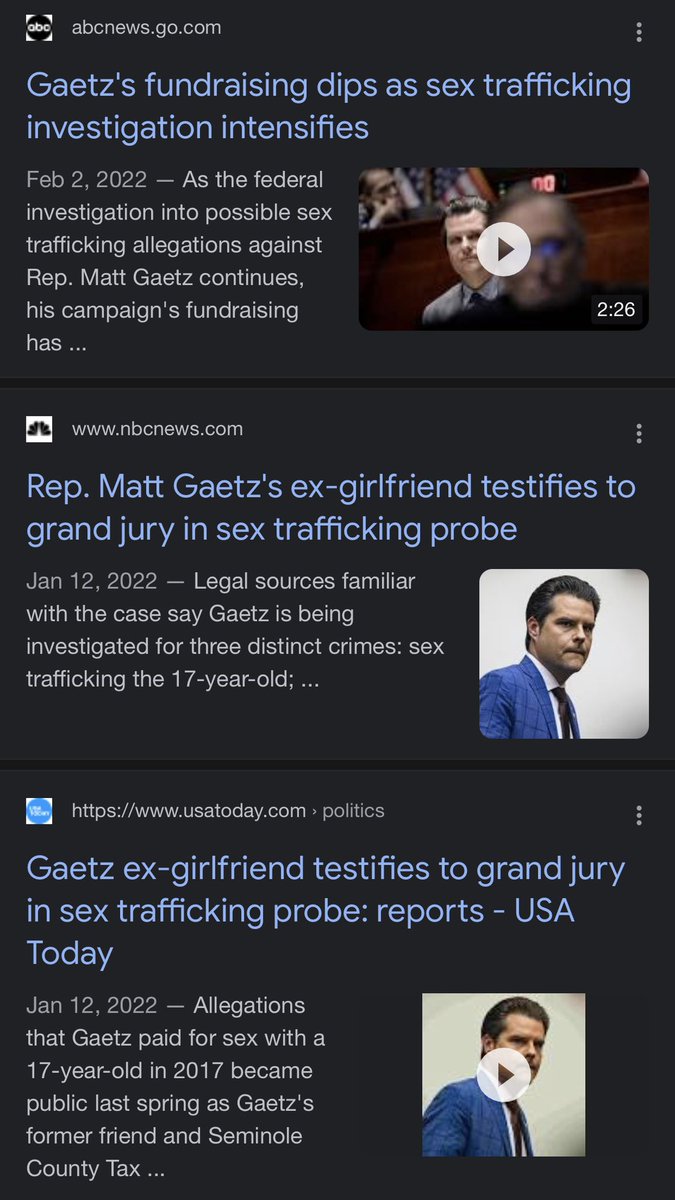 abc
abcnews.go.com
Gaetz's fundraising dips as sex trafficking
investigation intensifies
Feb 2, 2022 — As the federal
investigation into possible sex
trafficking allegations against
Rep. Matt Gaetz continues,
his campaign's fundraising
has ...
2:26
www.nbcnews.com
Rep. Matt Gaetz's ex-girlfriend testifies to
grand jury in sex trafficking probe
Jan 12, 2022 — Legal sources familiar
with the case say Gaetz is being
investigated for three distinct crimes: sex
trafficking the 17-year-old; ...
USA TODAY
https://www.usatoday.com › politics
Gaetz ex-girlfriend testifies to grand jury
in sex trafficking probe: reports - USA
Today
Jan 12, 2022 — Allegations
that Gaetz paid for sex with a
17-year-old in 2017 became
public last spring as Gaetz's
former friend and Seminole
County Tax ...